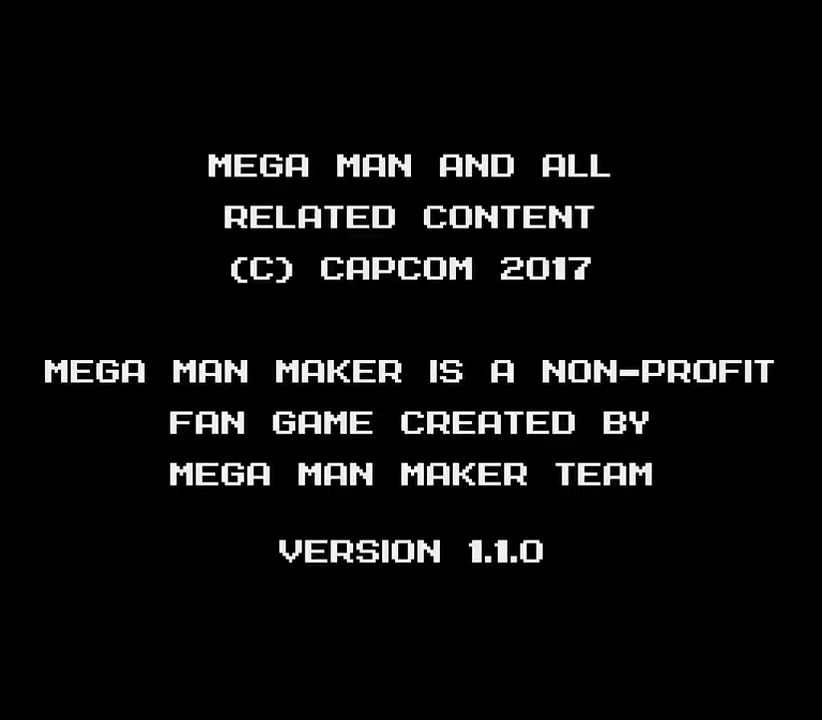 MEGA MAN AND ALL
RELATED CONTENT
(C) CAPCOM 2017
MEGA MAN MAKER IS A NON-PROFIT
FAN GAME CREATED BY
MEGA MAN MAKER TEAM
VERSION 1.1.0